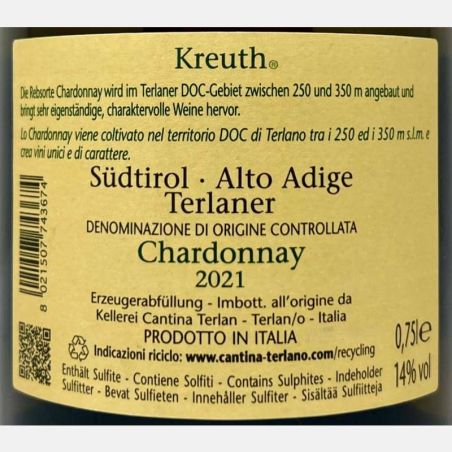 Kreuth®
Die Rebsorte Chardonnay wird im Terlaner DOC-Gebiet zwischen 250 und 350 m angebaut und
bringt sehr eigenständige, charaktervolle Weine hervor.
Lo Chardonnay viene coltivato nel territorio DOC di Terlano tra i 250 ed i 350 m s.l.m. e
crea vini unici e di carattere.
Südtirol · Alto Adige
Terlaner
DENOMINAZIONE DI ORIGINE CONTROLLATA
Chardonnay
2021
Erzeugerabfüllung - Imbott. all'origine da
Kellerei Cantina Terlan - Terlan/o - Italia
PRODOTTO IN ITALIA
Indicazioni riciclo: www.cantina-terlano.com/recycling
Enthält Sulfite - Contiene Solfiti - Contains Sulphites - Indeholder
Sulfitter - Bevat Sulfieten - Innehåller Sulfiter - Sisältää Sulfiitteja
0,75l e
14% vol
8 021507 743674